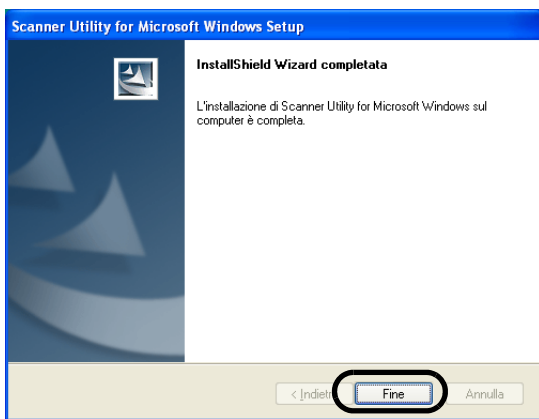 Scanner Utility for Microsoft Windows Setup
InstallShield Wizard completata
L'installazione di Scanner Utility for Microsoft Windows sul
computer è completa.
< Indietro Fine Annulla